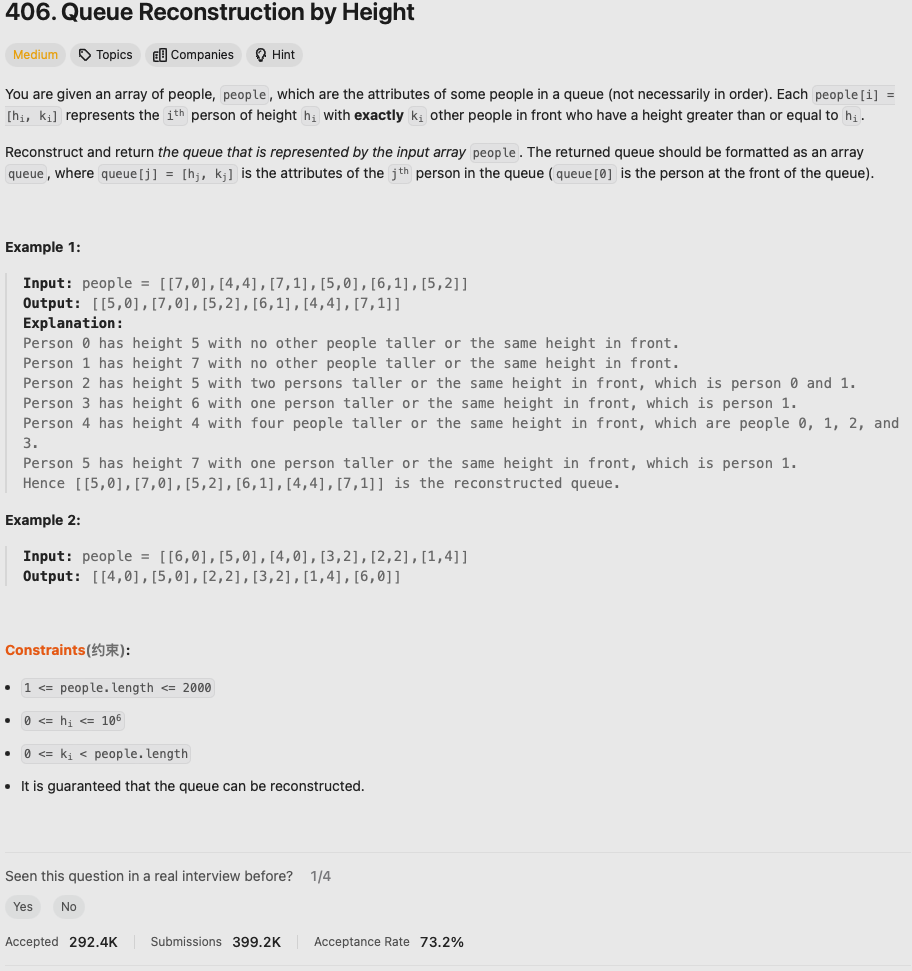 406. Queue Reconstruction by Height
Medium Topics Companies Hint
You are given an array of people, people, which are the attributes of some people in a queue (not necessarily in order). Each people[i] =
[hi, ki] represents the ith person of height hi with exactly ki other people in front who have a height greater than or equal to hi.
Reconstruct and return the queue that is represented by the input array people. The returned queue should be formatted as an array
queue, where queue[j] = [hj, kj] is the attributes of the jth person in the queue (queue[0] is the person at the front of the queue).
Example 1:
Input: people = [[7,0],[4,4],[7,1],[5,0],[6,1],[5,2]]
Output: [[5,0],[7,0],[5,2],[6,1],[4,4],[7,1]]
Explanation:
Person 0 has height 5 with no other people taller or the same height in front.
Person 1 has height 7 with no other people taller or the same height in front.
Person 2 has height 5 with two persons taller or the same height in front, which is person 0 and 1.
Person 3 has height 6 with one person taller or the same height in front, which is person 1.
Person 4 has height 4 with four people taller or the same height in front, which are people 0, 1, 2, and
3.
Person 5 has height 7 with one person taller or the same height in front, which is person 1.
Hence [[5,0],[7,0],[5,2],[6,1],[4,4],[7,1]] is the reconstructed queue.
Example 2:
Input: people = [[6,0],[5,0],[4,0],[3,2],[2,2],[1,4]]
Output: [[4,0],[5,0],[2,2],[3,2],[1,4],[6,0]]
Constraints(约束):
• 1 <= people.length <= 2000
• 0 <= hi <= 10⁶
• 0 <= ki < people.length
• It is guaranteed that the queue can be reconstructed.
Seen this question in a real interview before? 1/4
Yes No
Accepted 292.4K Submissions 399.2K Acceptance Rate 73.2%